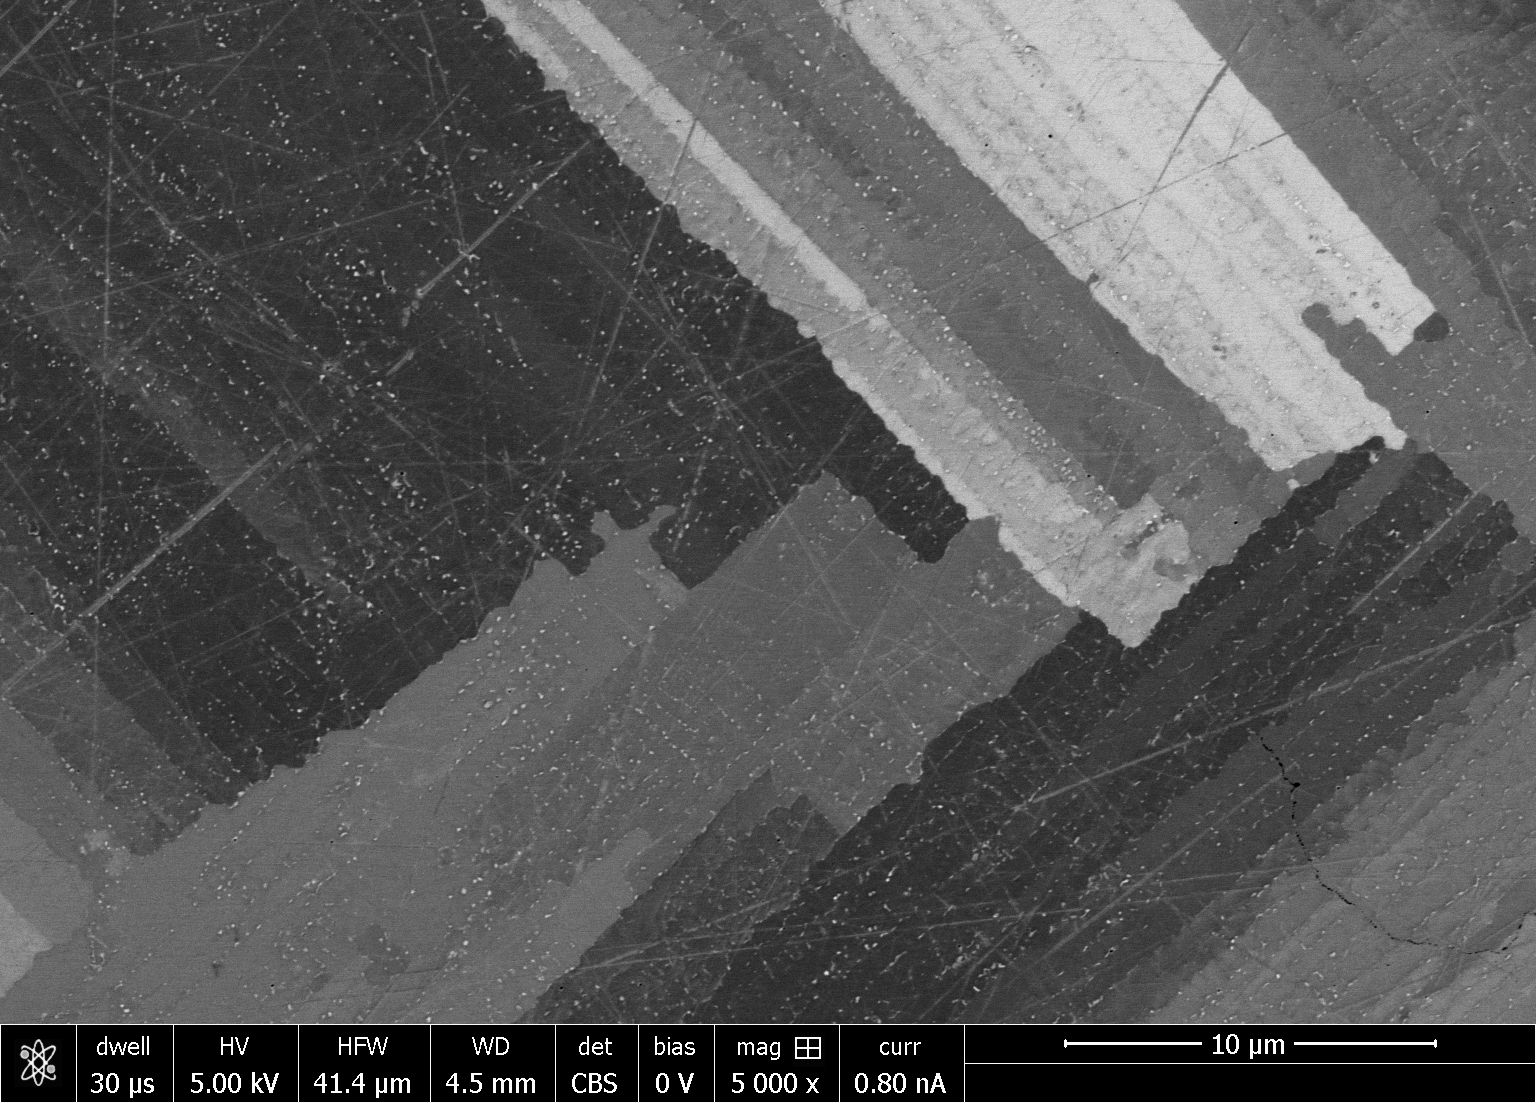 dwell HV HFW WD det bias mag curr
30 µs 5.00 kV 41.4 µm 4.5 mm CBS 0 V 5 000 x 0.80 nA
10 µm